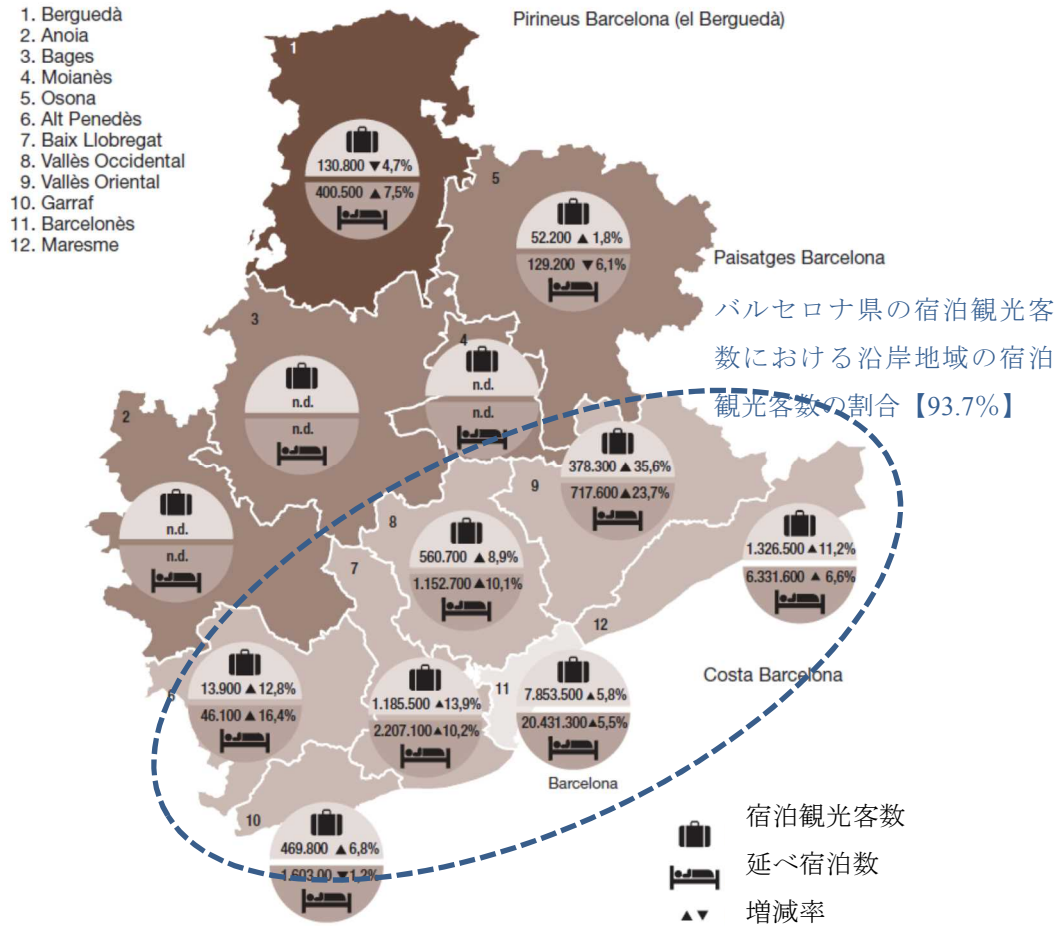 1. Berguedà
2. Anoia
3. Bages
4. Moianès
5. Osona
6. Alt Penedès
7. Baix Llobregat
8. Vallès Occidental
9. Vallès Oriental
10. Garraf
11. Barcelonès
12. Maresme
Pirineus Barcelona (el Berguedà)
1
130.800 ▼4,7%
400.500 ▲7,5%
5
52.200 ▲1,8%
129.200 ▼6,1%
Paisatges Barcelona
バルセロナ県の宿泊観光客
数における沿岸地域の宿泊
観光客数の割合【93.7%】
3
n.d.
n.d.
4
n.d.
n.d.
2
n.d.
n.d.
9
378.300 ▲35,6%
717.600 ▲23,7%
8
560.700 ▲8,9%
1.152.700 ▲10,1%
1.326.500 ▲11,2%
6.331.600 ▲6,6%
12
7
6
13.900 ▲12,8%
46.100 ▲16,4%
1.185.500 ▲13,9%
2.207.100 ▲10,2%
11
7.853.500 ▲5,8%
20.431.300 ▲5,5%
Barcelona
Costa Barcelona
10
469.800 ▲6,8%
1.603.00 ▼1,2%
宿泊観光客数
延べ宿泊数
▲▼ 増減率